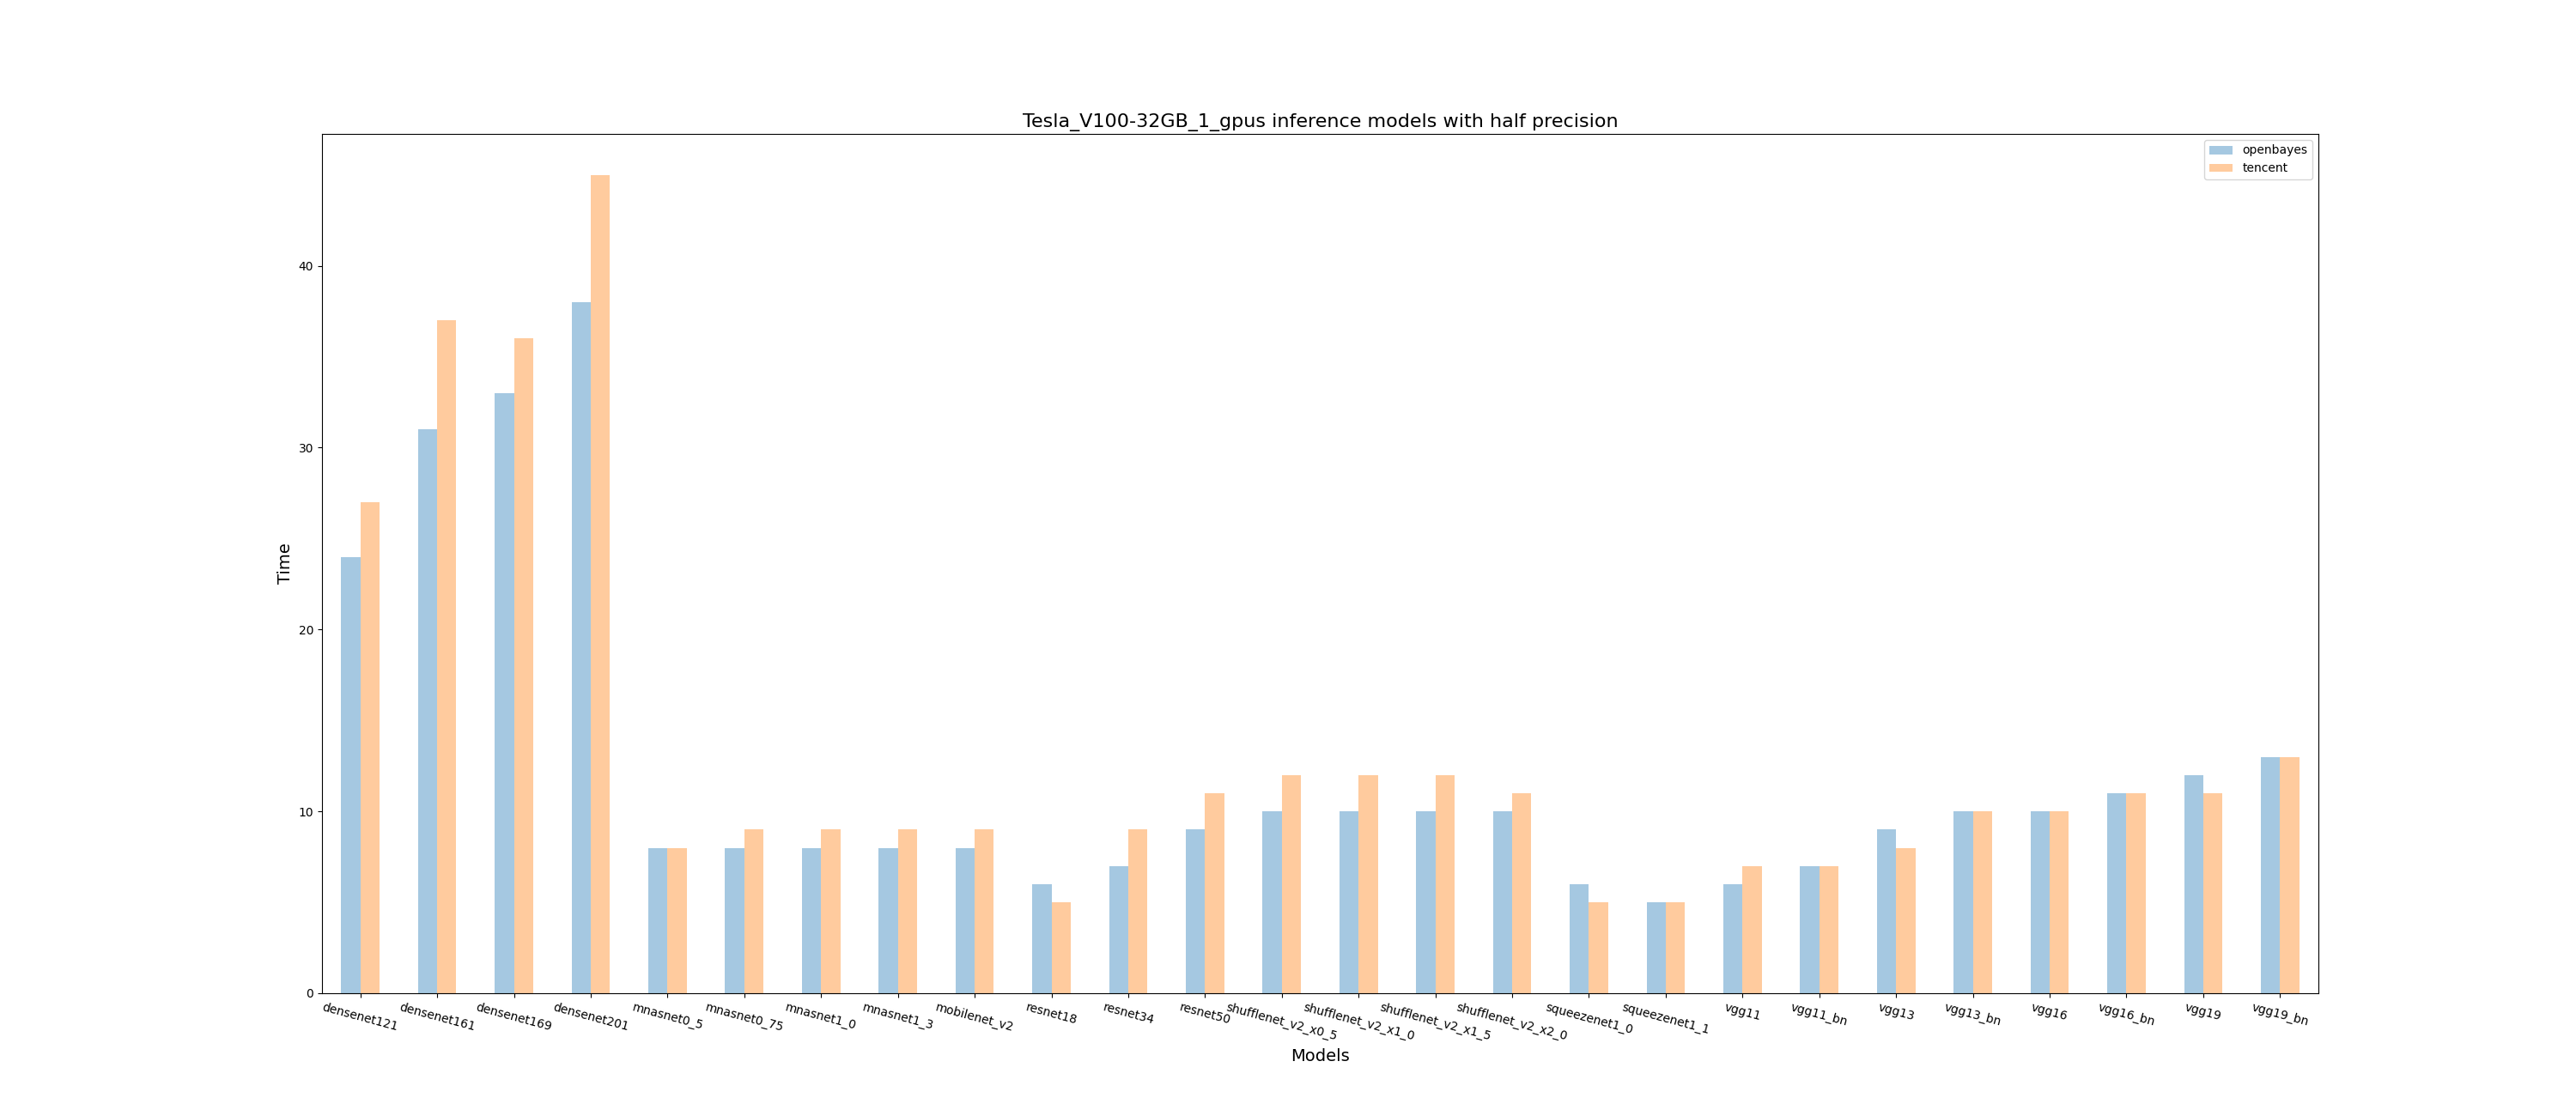 Tesla_V100-32GB_1_gpus inference models with half precision
openbayes
tencent
Time
40
30
20
10
0
densenet121
densenet161
densenet169
densenet201
mnasnet0_5
mnasnet0_75
mnasnet1_0
mnasnet1_3
mobilenet_v2
resnet18
resnet34
resnet50
shufflenet_v2_x0_5
shufflenet_v2_x1_0
shufflenet_v2_x1_5
shufflenet_v2_x2_0
squeezenet1_0
squeezenet1_1
vgg11
vgg11_bn
vgg13
vgg13_bn
vgg16
vgg16_bn
vgg19
vgg19_bn
Models